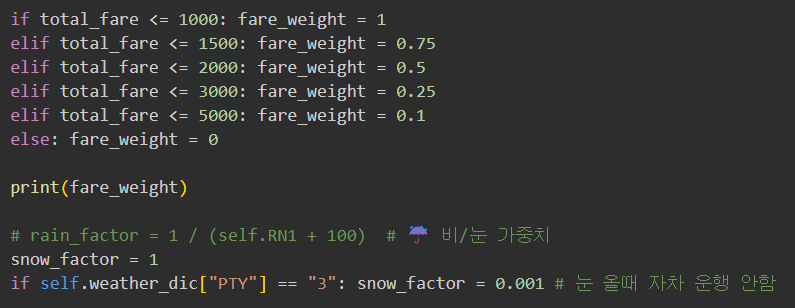 if total_fare <= 1000: fare_weight = 1
elif total_fare <= 1500: fare_weight = 0.75
elif total_fare <= 2000: fare_weight = 0.5
elif total_fare <= 3000: fare_weight = 0.25
elif total_fare <= 5000: fare_weight = 0.1
else: fare_weight = 0
print(fare_weight)
# rain_factor = 1 / (self.RN1 + 100)  # ☔ 비/눈 가중치
snow_factor = 1
if self.weather_dic["PTY"] == "3": snow_factor = 0.001 # 눈 올때 자차 운행 안함